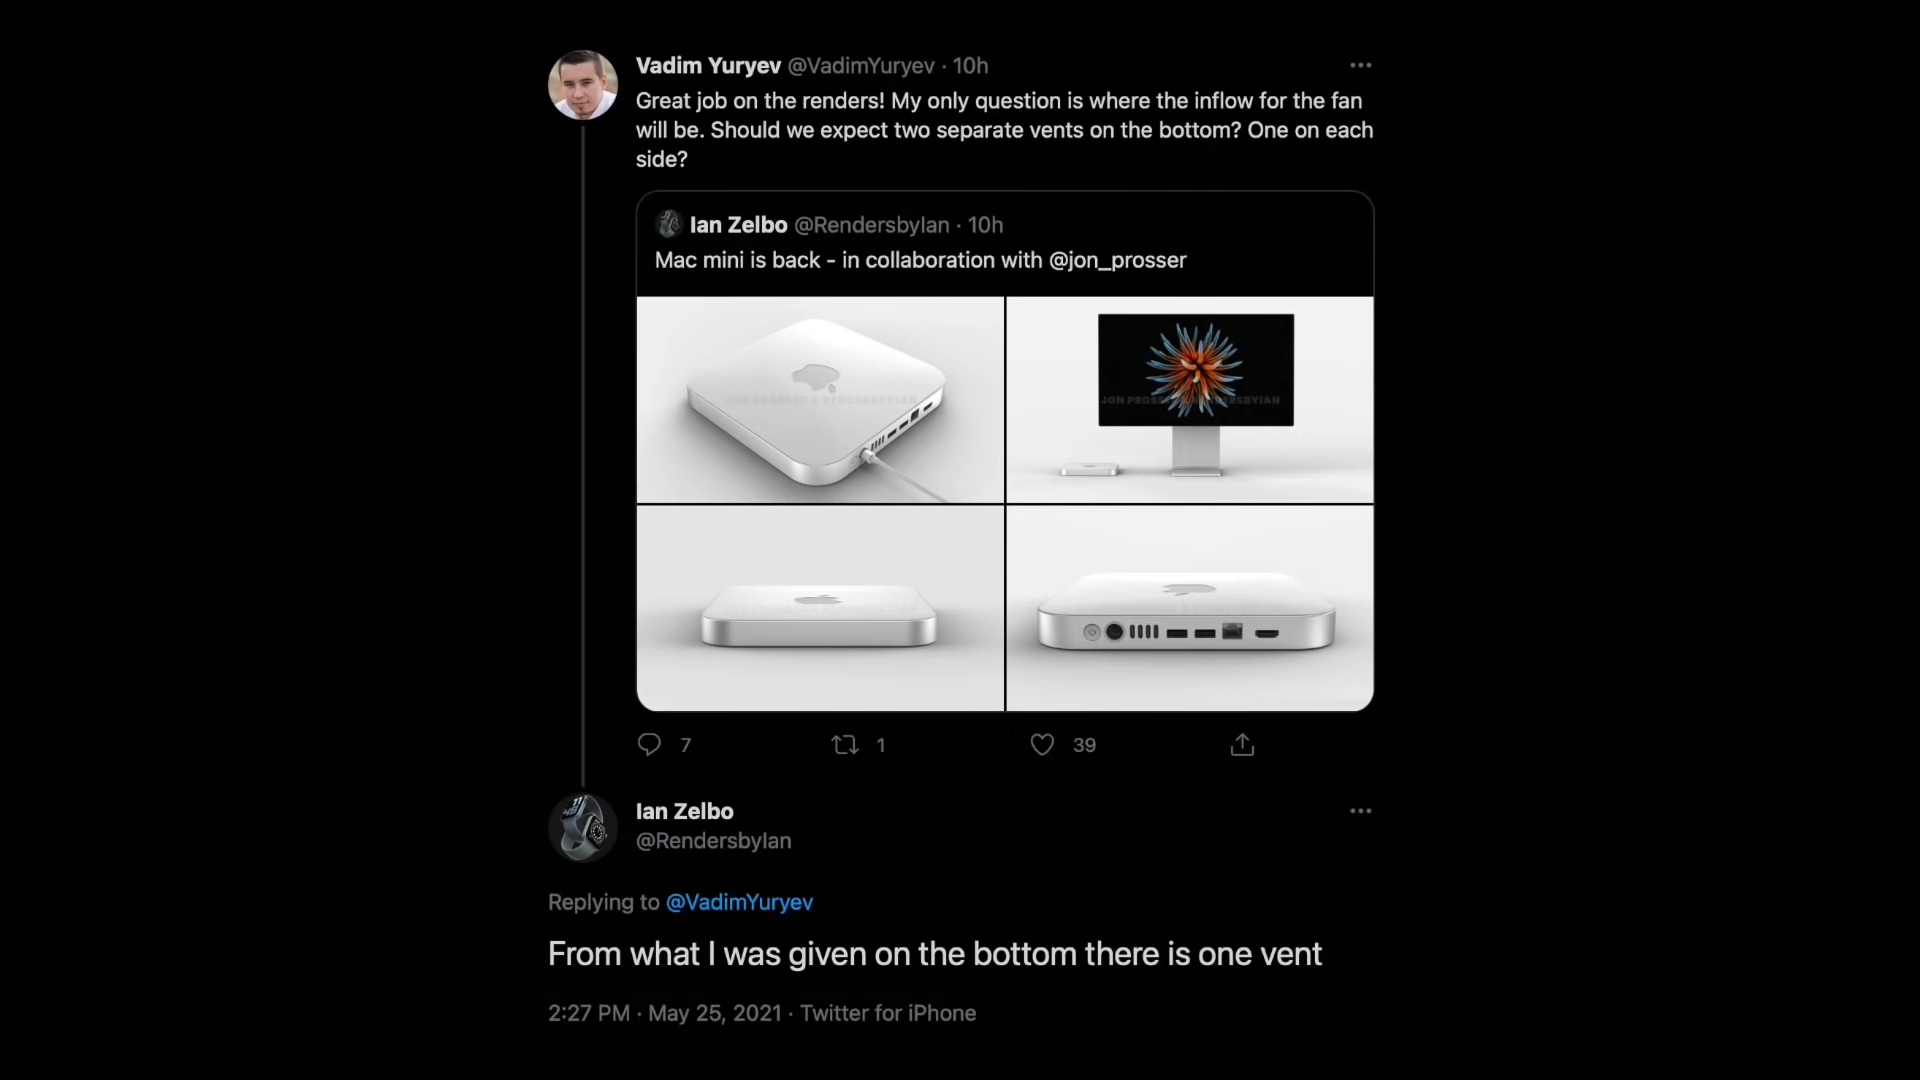 Vadim Yuryev @VadimYuryev · 10h
Great job on the renders! My only question is where the inflow for the fan
will be. Should we expect two separate vents on the bottom? One on each
side?
Ian Zelbo @RendersbyIan · 10h
Mac mini is back - in collaboration with @jon_prosser
7 1 39
Ian Zelbo
@RendersbyIan
Replying to @VadimYuryev
From what I was given on the bottom there is one vent
2:27 PM · May 25, 2021 · Twitter for iPhone